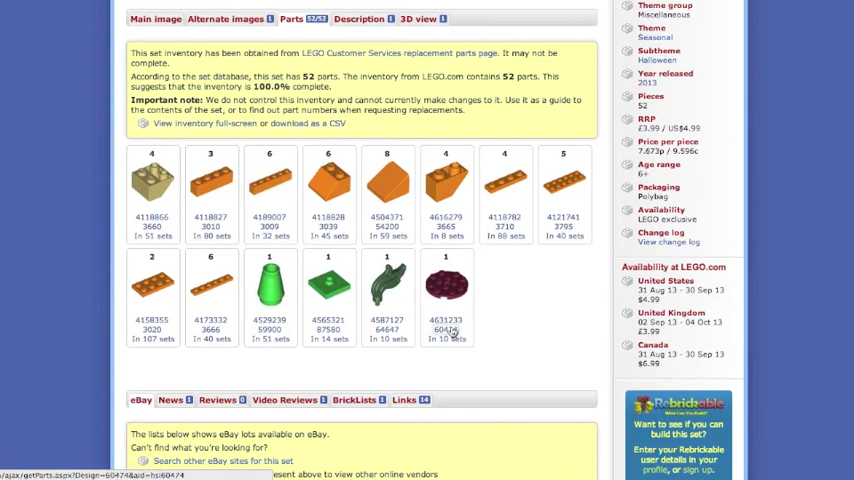 Main image Alternate images 1 Parts 52/52 Description 1 3D view 1
This set inventory has been obtained from LEGO Customer Services replacement parts page. It may not be
complete.
According to the set database, this set has 52 parts. The inventory from LEGO.com contains 52 parts. This
suggests that the inventory is 100.0% complete.
Important note: We do not control this inventory and cannot currently make changes to it. Use it as a guide to
the contents of the set, or to find out part numbers when requesting replacements.
View inventory full-screen or download as a CSV
4 3 6 6 8 4 4 5
4118866 4118827 4189007 4118828 4504371 4616279 4118782 4121741
3660 3010 3009 3039 54200 3665 3710 3795
In 51 sets In 80 sets In 32 sets In 45 sets In 59 sets In 8 sets In 88 sets In 40 sets
2 6 1 1 1 1
4158355 4173332 4529239 4565321 4587127 4631233
3020 3666 59900 87580 64647 60474
In 107 sets In 40 sets In 51 sets In 14 sets In 10 sets In 10 sets
eBay News 1 Reviews 0 Video Reviews 1 BrickLists 1 Links 14
The lists below shows eBay lots available on eBay.
Can't find what you're looking for?
Search other eBay sites for this set
esent above to view other online vendors
n/ajax/getParts.aspx?Design=60474&aid=hsi60474
Theme group
Miscellaneous
Theme
Seasonal
Subtheme
Halloween
Year released
2013
Pieces
52
RRP
£3.99 / US$4.99
Price per piece
7.673p / 9.596c
Age range
6+
Packaging
Polybag
Availability
LEGO exclusive
Change log
View change log
Availability at LEGO.com
United States
31 Aug 13 - 30 Sep 13
$4.99
United Kingdom
02 Sep 13 - 04 Oct 13
£3.99
Canada
31 Aug 13 - 30 Sep 13
$6.99
Rebrickable
Want to see if you can
build this set?
Enter your Rebrickable
user details in your
profile, or sign up.